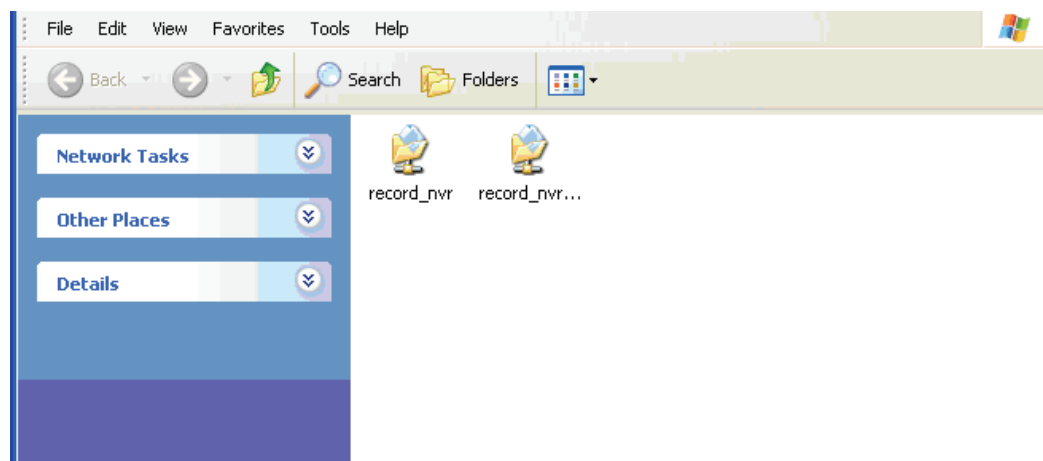 File Edit View Favorites Tools Help
Back Search Folders
Network Tasks
Other Places
Details
record_nvr record_nvr...